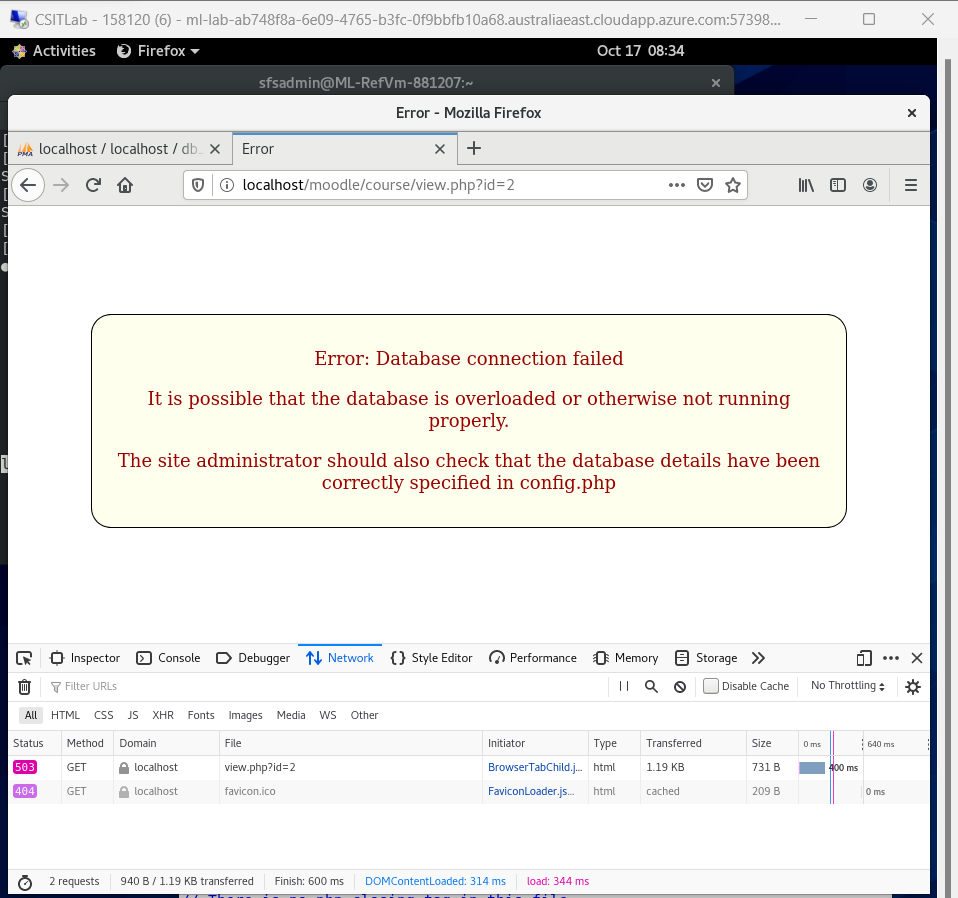 CSITLab - 158120 (6) - ml-lab-ab748f8a-6e09-4765-b3fc-0f9bbfb10a68.australiaeast.cloudapp.azure.com:57398...
Activities Firefox Oct 17 08:34
sfsadmin@ML-RefVm-881207:~
Error - Mozilla Firefox
PMA localhost / localhost / db. Error
localhost/moodle/course/view.php?id=2
Error: Database connection failed
It is possible that the database is overloaded or otherwise not running
properly.
The site administrator should also check that the database details have been
correctly specified in config.php
Inspector Console Debugger Network Style Editor Performance Memory Storage
Filter URLs Disable Cache No Throttling
All HTML CSS JS XHR Fonts Images Media WS Other
Status Method Domain File Initiator Type Transferred Size 0 ms 640 ms
503 GET localhost view.php?id=2 BrowserTabChild.j... html 1.19 KB 731 B 400 ms
404 GET localhost favicon.ico FaviconLoader.js... html cached 209 B 0 ms
2 requests 940 B / 1.19 KB transferred Finish: 600 ms DOMContentLoaded: 314 ms load: 344 ms